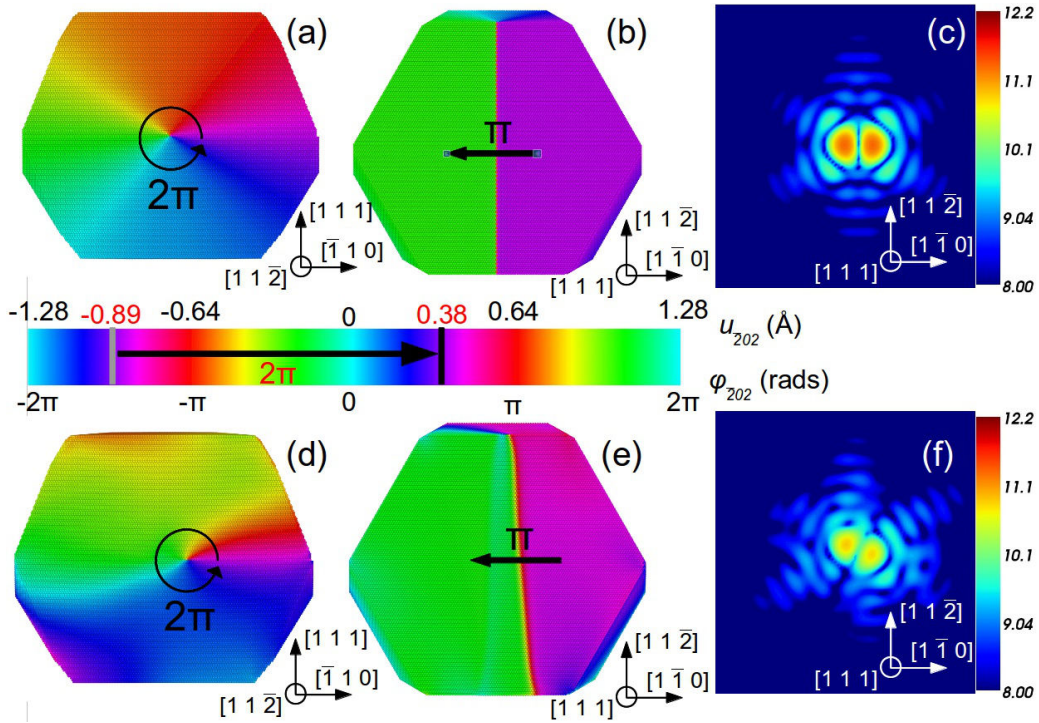 (a)
2π
[1 1 1]
[1̅ 1 0]
[1 1 2̅]
(b)
π
[1 1 2̅]
[1 1̅ 0]
[1 1 1]
(c)
[1 1 2̅]
[1 1̅ 0]
[1 1 1]
12.2
11.1
10.1
9.04
8.00
-1.28 -0.89 -0.64 0 0.38 0.64 1.28 u_2̅02 (Å)
2π
-2π -π 0 π 2π φ_2̅02 (rads)
(d)
2π
[1 1 1]
[1̅ 1 0]
[1 1 2̅]
(e)
π
[1 1 2̅]
[1 1̅ 0]
[1 1 1]
(f)
[1 1 2̅]
[1 1̅ 0]
[1 1 1]
12.2
11.1
10.1
9.04
8.00